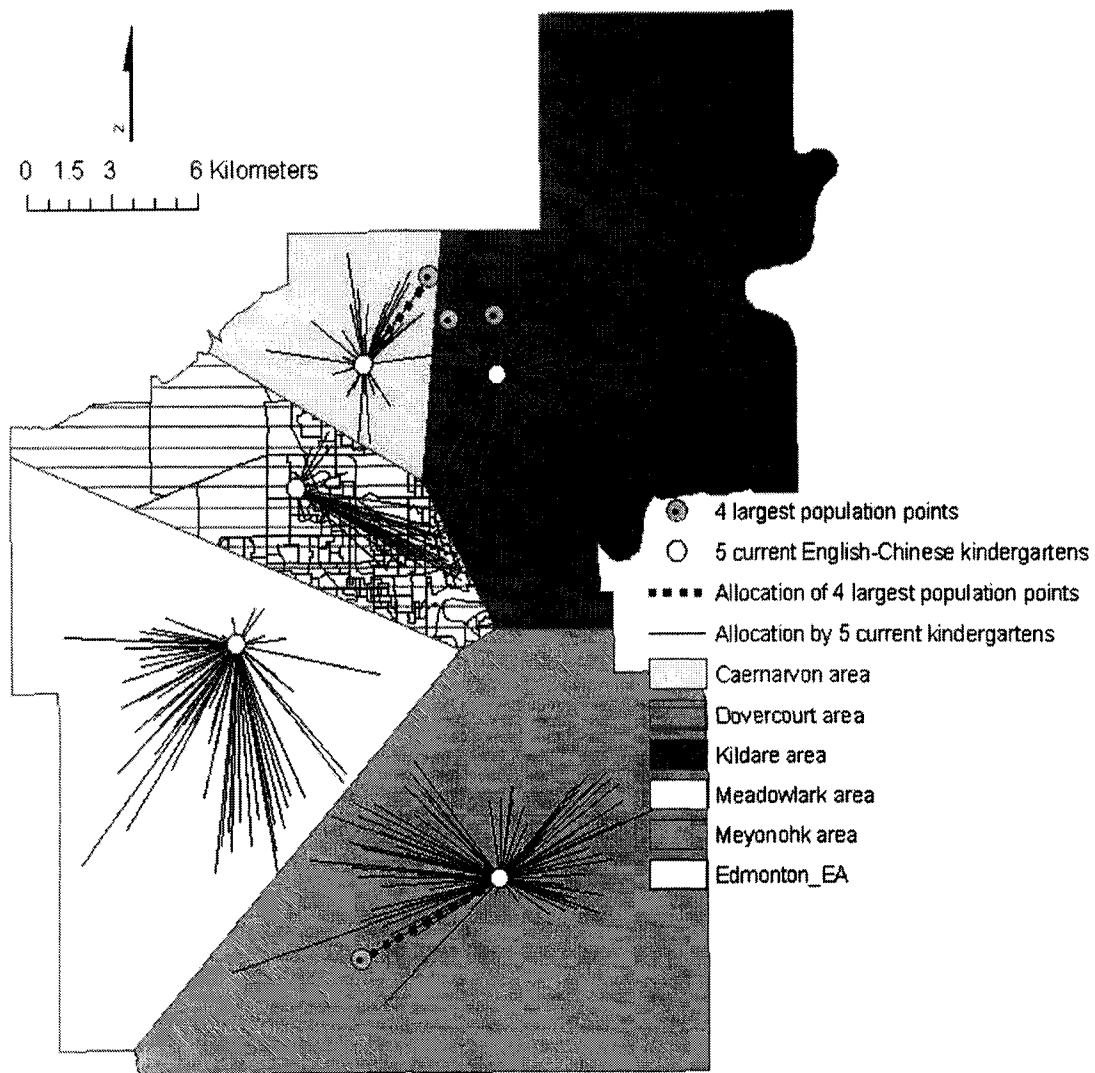 N
0 1.5 3 6 Kilometers
4 largest population points
5 current English-Chinese kindergartens
Allocation of 4 largest population points
Allocation by 5 current kindergartens
Caernarvon area
Dovercourt area
Kildare area
Meadowlark area
Meyonohk area
Edmonton_EA